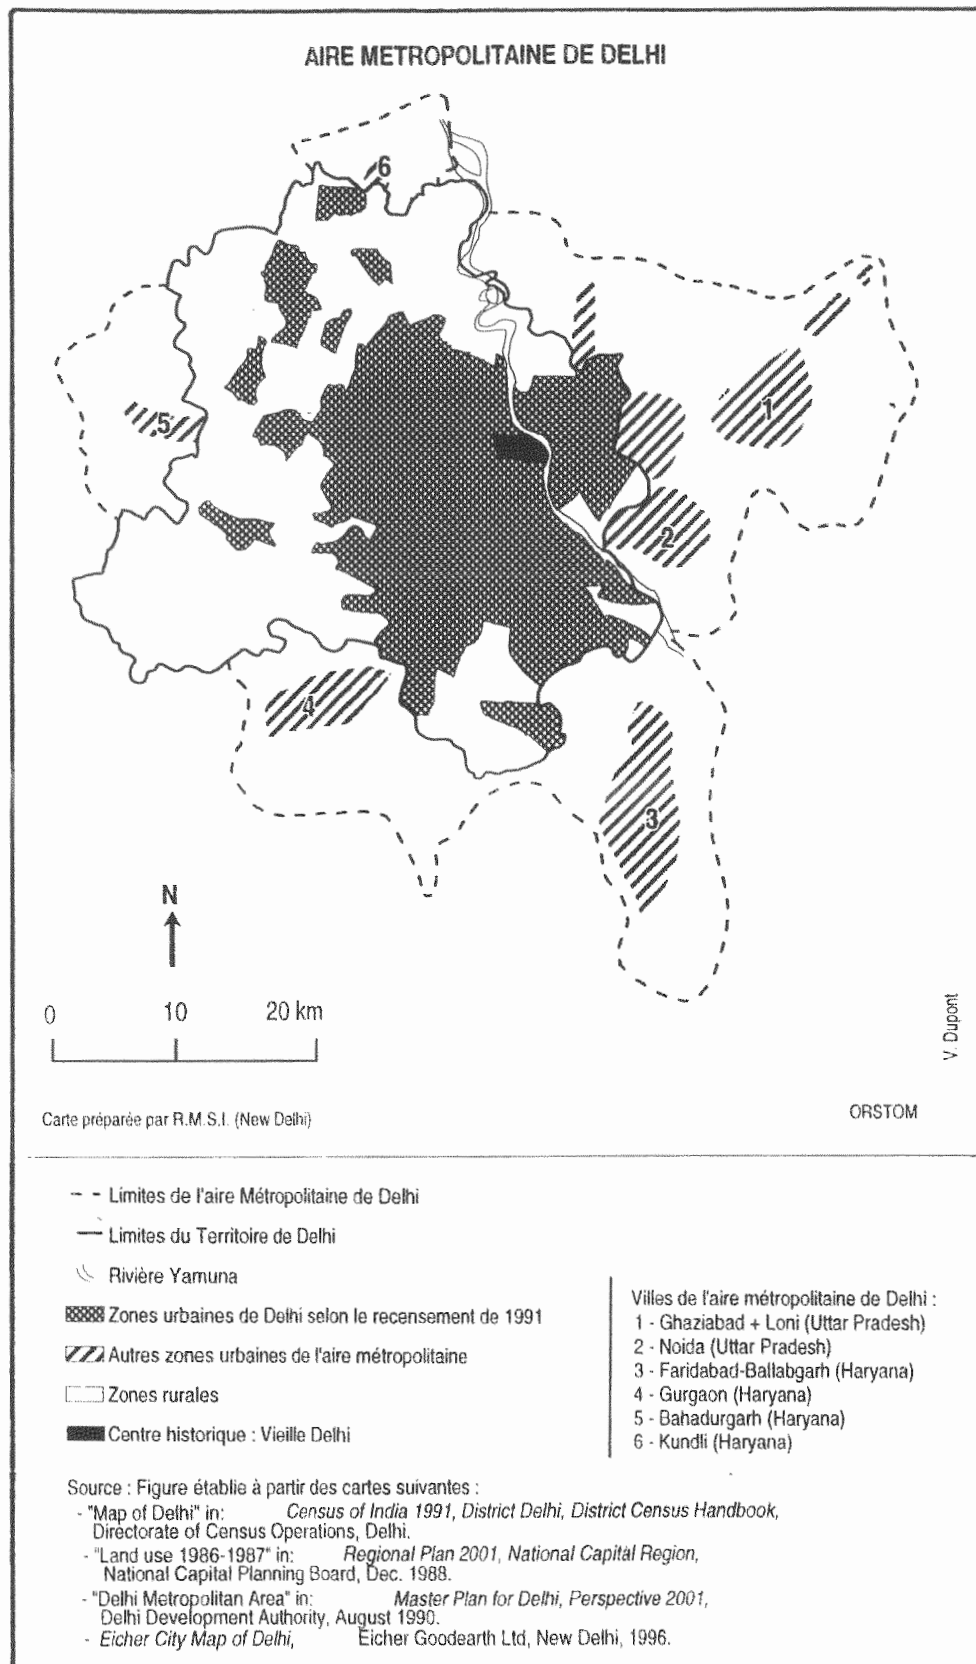 AIRE METROPOLITAINE DE DELHI
6
1
5
2
4
3
N
0 10 20 km
V. Dupont
Carte préparée par R.M.S.I. (New Delhi)
ORSTOM
Limites de l'aire Métropolitaine de Delhi
Limites du Territoire de Delhi
Rivière Yamuna
Zones urbaines de Delhi selon le recensement de 1991
Autres zones urbaines de l'aire métropolitaine
Zones rurales
Centre historique : Vieille Delhi
Villes de l'aire métropolitaine de Delhi :
1 - Ghaziabad + Loni (Uttar Pradesh)
2 - Noida (Uttar Pradesh)
3 - Faridabad-Ballabgarh (Haryana)
4 - Gurgaon (Haryana)
5 - Bahadurgarh (Haryana)
6 - Kundli (Haryana)
Source : Figure établie à partir des cartes suivantes :
- "Map of Delhi" in: Census of India 1991, District Delhi, District Census Handbook,
Directorate of Census Operations, Delhi.
- "Land use 1986-1987" in: Regional Plan 2001, National Capital Region,
National Capital Planning Board, Dec. 1988.
- "Delhi Metropolitan Area" in: Master Plan for Delhi, Perspective 2001,
Delhi Development Authority, August 1990.
- Eicher City Map of Delhi, Eicher Goodearth Ltd, New Delhi, 1996.